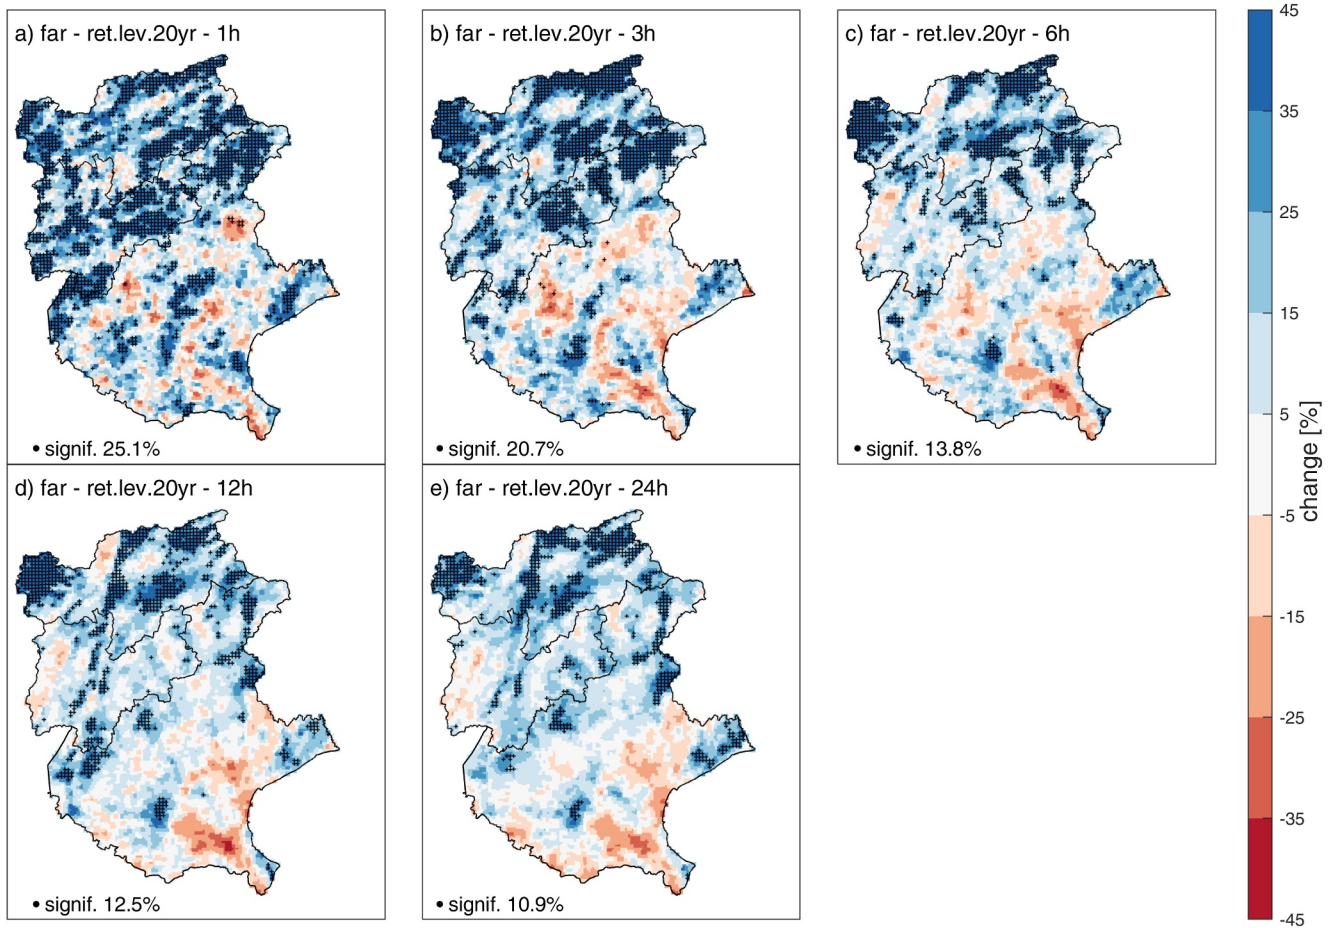 a) far - ret.lev.20yr - 1h
• signif. 25.1%
b) far - ret.lev.20yr - 3h
• signif. 20.7%
c) far - ret.lev.20yr - 6h
• signif. 13.8%
d) far - ret.lev.20yr - 12h
• signif. 12.5%
e) far - ret.lev.20yr - 24h
• signif. 10.9%
45
35
25
15
5
-5
-15
-25
-35
-45
change [%]